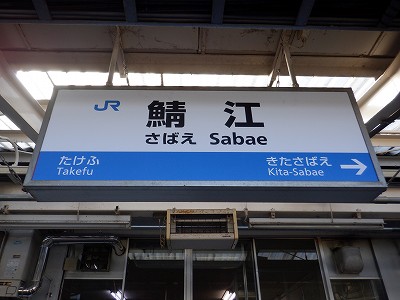 JR 鯖江
さばえ Sabae
たけふ きたさばえ
Takefu Kita-Sabae →